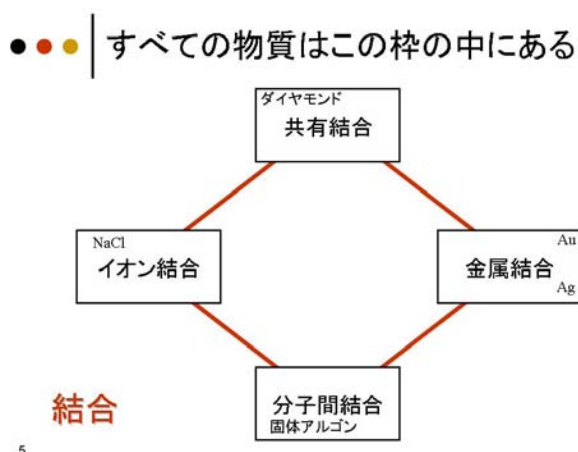 すべての物質はこの枠の中にある
ダイヤモンド
共有結合
NaCl
イオン結合
Au
金属結合
Ag
分子間結合
固体アルゴン
結合
5